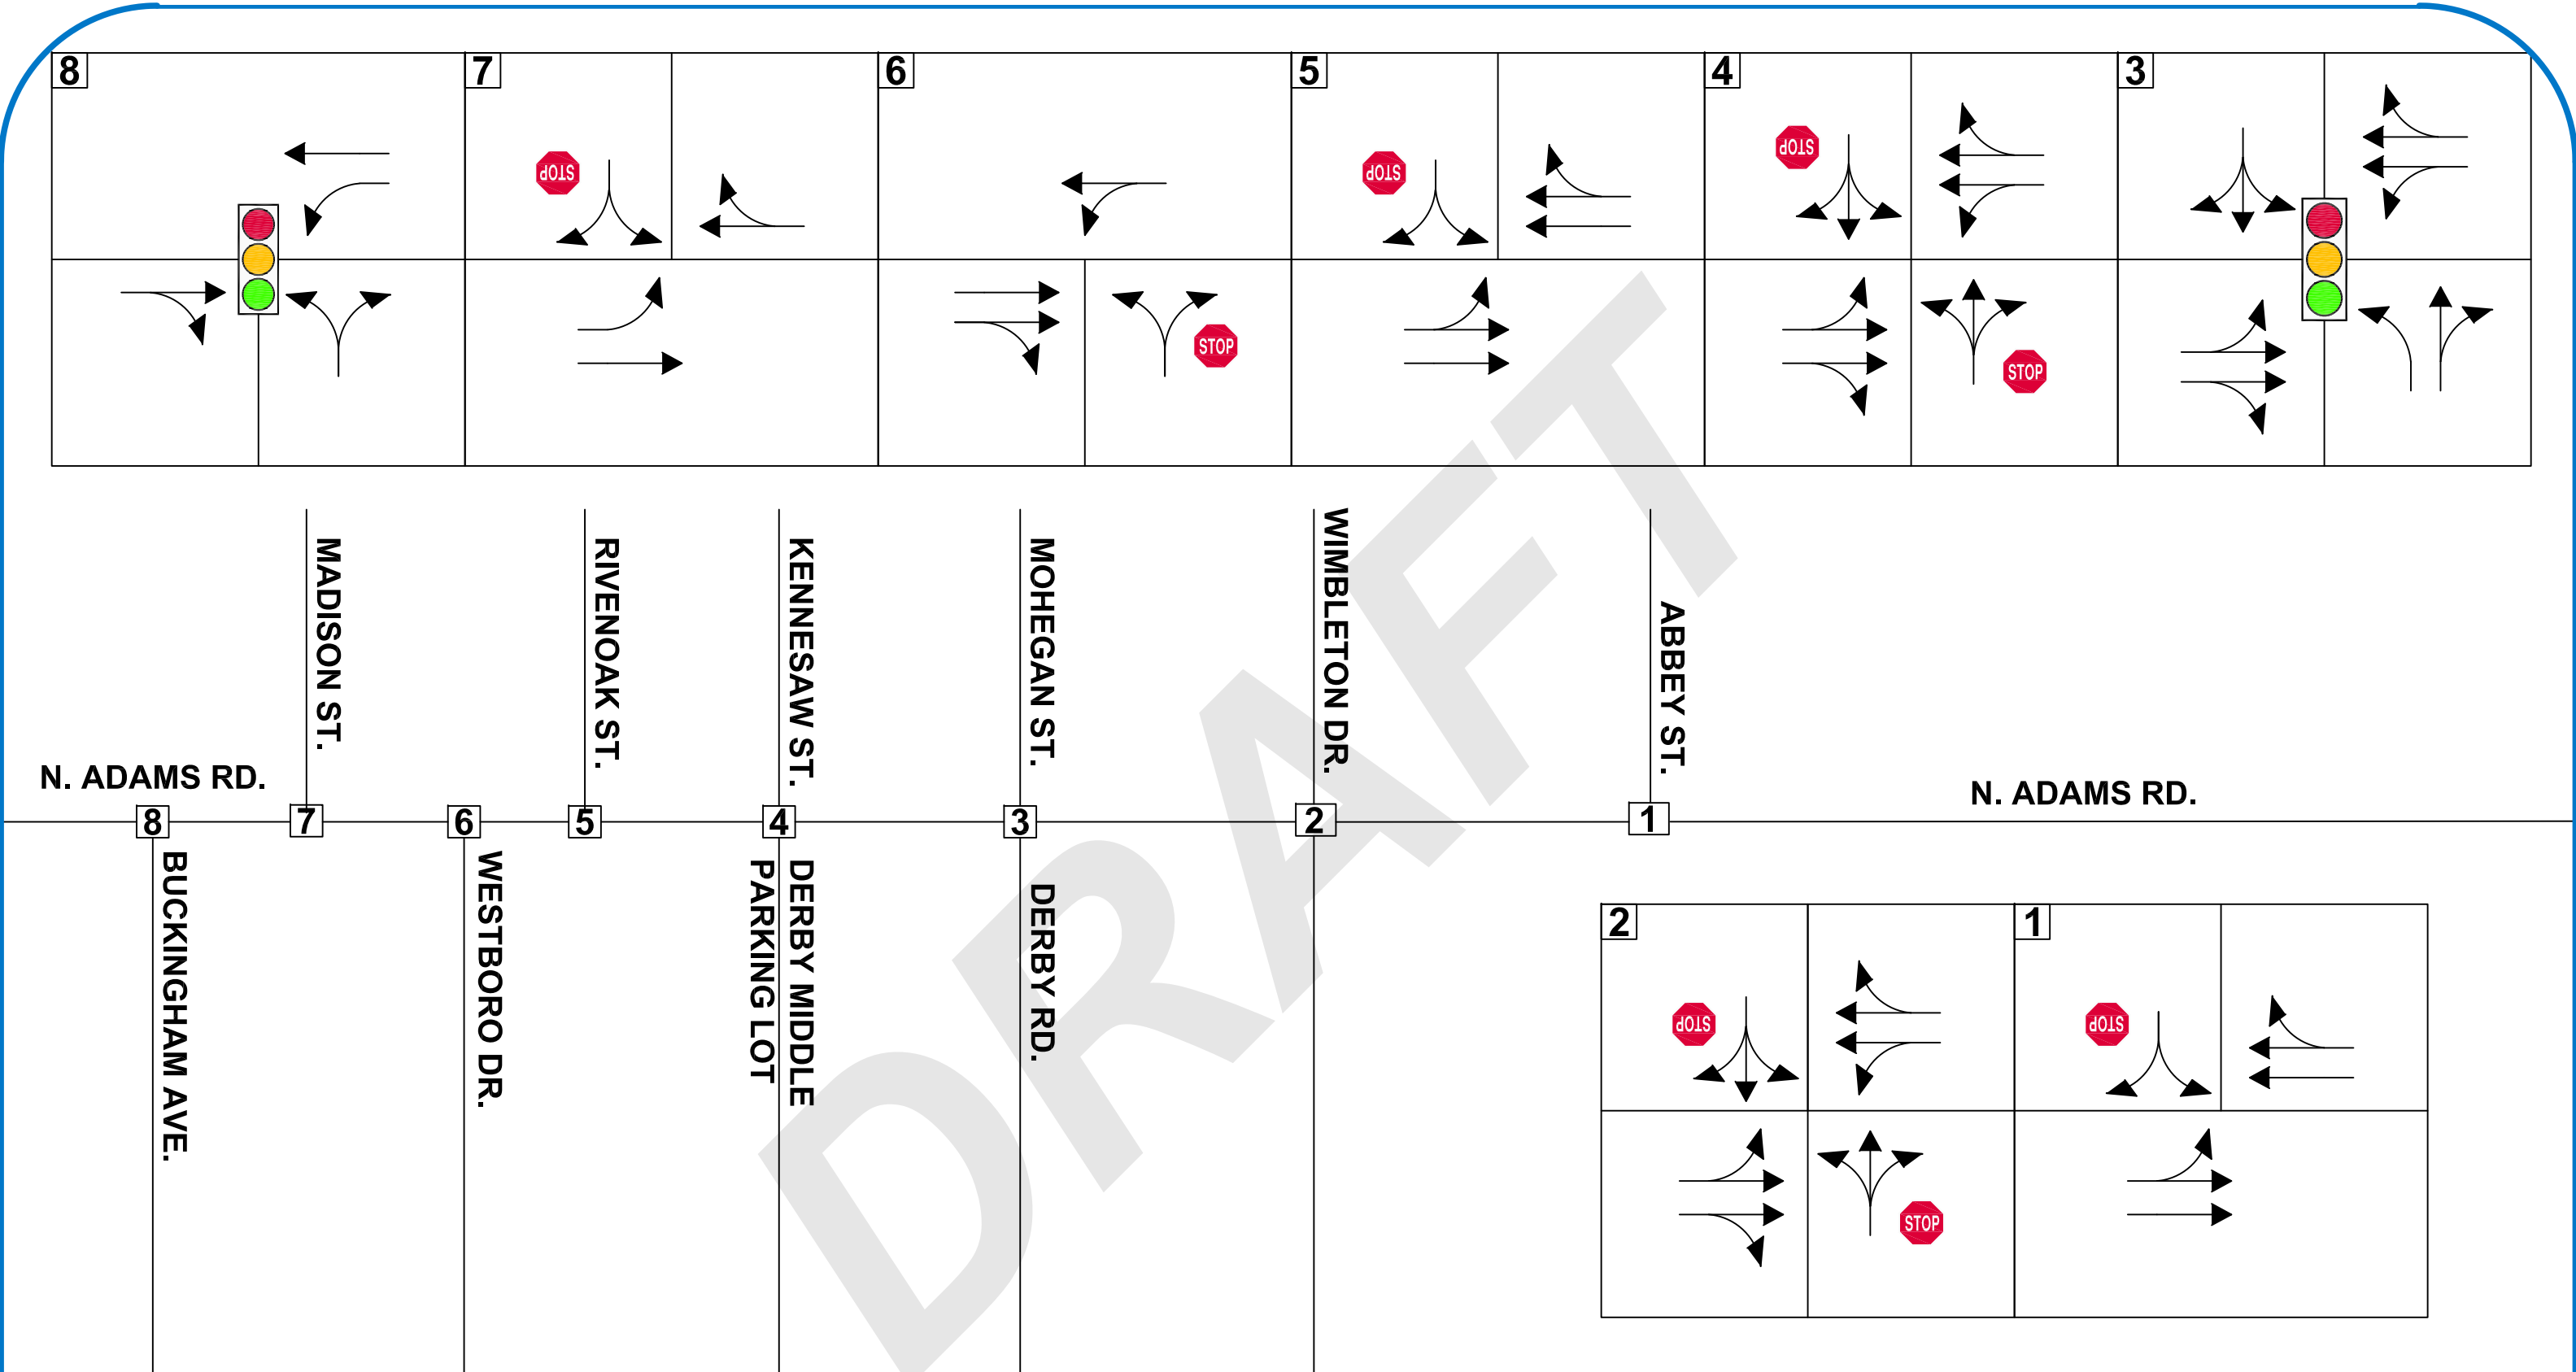 8
7
6
5
4
3
STOP
STOP
STOP
STOP
STOP
MADISON ST.
RIVENOAK ST.
KENNESAW ST.
MOHEGAN ST.
WIMBLETON DR.
ABBEY ST.
N. ADAMS RD.
N. ADAMS RD.
8
7
6
5
4
3
2
1
BUCKINGHAM AVE.
WESTBORO DR.
DERBY MIDDLE
PARKING LOT
DERBY RD.
2
1
STOP
STOP
STOP
DRAFT